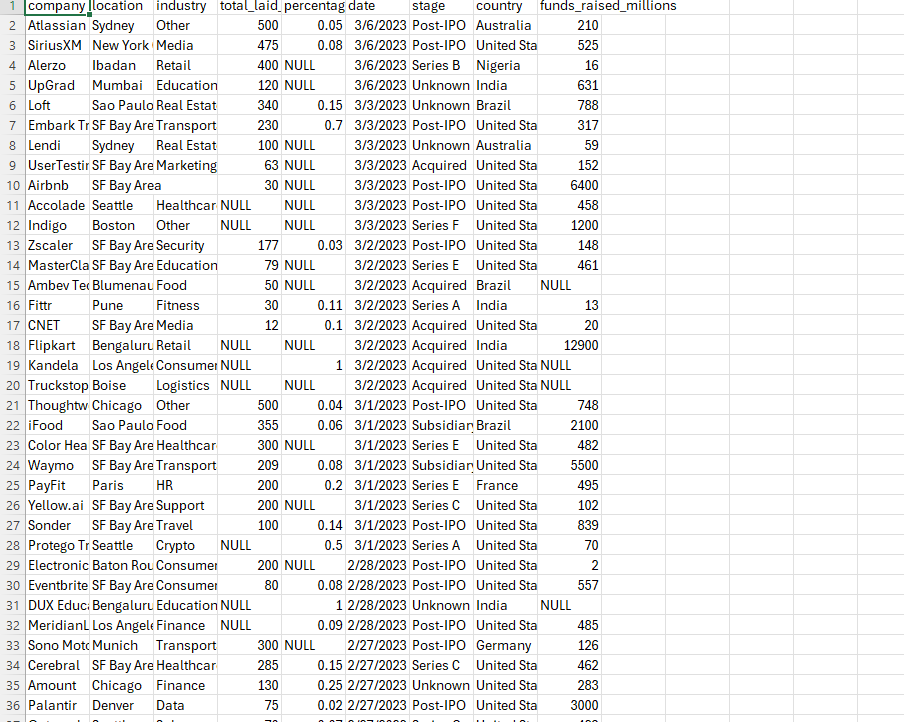 1 company location industry total_laid_ percentag date stage country funds_raised_millions
2 Atlassian Sydney Other 500 0.05 3/6/2023 Post-IPO Australia 210
3 SiriusXM New York Media 475 0.08 3/6/2023 Post-IPO United Sta 525
4 Alerzo Ibadan Retail 400 NULL 3/6/2023 Series B Nigeria 16
5 UpGrad Mumbai Education 120 NULL 3/6/2023 Unknown India 631
6 Loft Sao Paulo Real Estat 340 0.15 3/3/2023 Unknown Brazil 788
7 Embark Tr SF Bay Are Transport 230 0.7 3/3/2023 Post-IPO United Sta 317
8 Lendi Sydney Real Estat 100 NULL 3/3/2023 Unknown Australia 59
9 UserTestin SF Bay Are Marketing 63 NULL 3/3/2023 Acquired United Sta 152
10 Airbnb SF Bay Area 30 NULL 3/3/2023 Post-IPO United Sta 6400
11 Accolade Seattle Healthcar NULL NULL 3/3/2023 Post-IPO United Sta 458
12 Indigo Boston Other NULL NULL 3/3/2023 Series F United Sta 1200
13 Zscaler SF Bay Are Security 177 0.03 3/2/2023 Post-IPO United Sta 148
14 MasterCla SF Bay Are Education 79 NULL 3/2/2023 Series E United Sta 461
15 Ambev Tec Blumenau Food 50 NULL 3/2/2023 Acquired Brazil NULL
16 Fittr Pune Fitness 30 0.11 3/2/2023 Series A India 13
17 CNET SF Bay Are Media 12 0.1 3/2/2023 Acquired United Sta 20
18 Flipkart Bengaluru Retail NULL NULL 3/2/2023 Acquired India 12900
19 Kandela Los Angele Consumer NULL 1 3/2/2023 Acquired United Sta NULL
20 Truckstop Boise Logistics NULL NULL 3/2/2023 Acquired United Sta NULL
21 Thoughtw Chicago Other 500 0.04 3/1/2023 Post-IPO United Sta 748
22 iFood Sao Paulo Food 355 0.06 3/1/2023 Subsidiary Brazil 2100
23 Color Hea SF Bay Are Healthcar 300 NULL 3/1/2023 Series E United Sta 482
24 Waymo SF Bay Are Transport 209 0.08 3/1/2023 Subsidiary United Sta 5500
25 PayFit Paris HR 200 0.2 3/1/2023 Series E France 495
26 Yellow.ai SF Bay Are Support 200 NULL 3/1/2023 Series C United Sta 102
27 Sonder SF Bay Are Travel 100 0.14 3/1/2023 Post-IPO United Sta 839
28 Protego Tr Seattle Crypto NULL 0.5 3/1/2023 Series A United Sta 70
29 Electronic Baton Rou Consumer 200 NULL 2/28/2023 Post-IPO United Sta 2
30 Eventbrite SF Bay Are Consumer 80 0.08 2/28/2023 Post-IPO United Sta 557
31 DUX Educa Bengaluru Education NULL 1 2/28/2023 Unknown India NULL
32 MeridianL Los Angele Finance NULL 0.09 2/28/2023 Post-IPO United Sta 485
33 Sono Moto Munich Transport 300 NULL 2/27/2023 Post-IPO Germany 126
34 Cerebral SF Bay Are Healthcar 285 0.15 2/27/2023 Series C United Sta 462
35 Amount Chicago Finance 130 0.25 2/27/2023 Unknown United Sta 283
36 Palantir Denver Data 75 0.02 2/27/2023 Post-IPO United Sta 3000